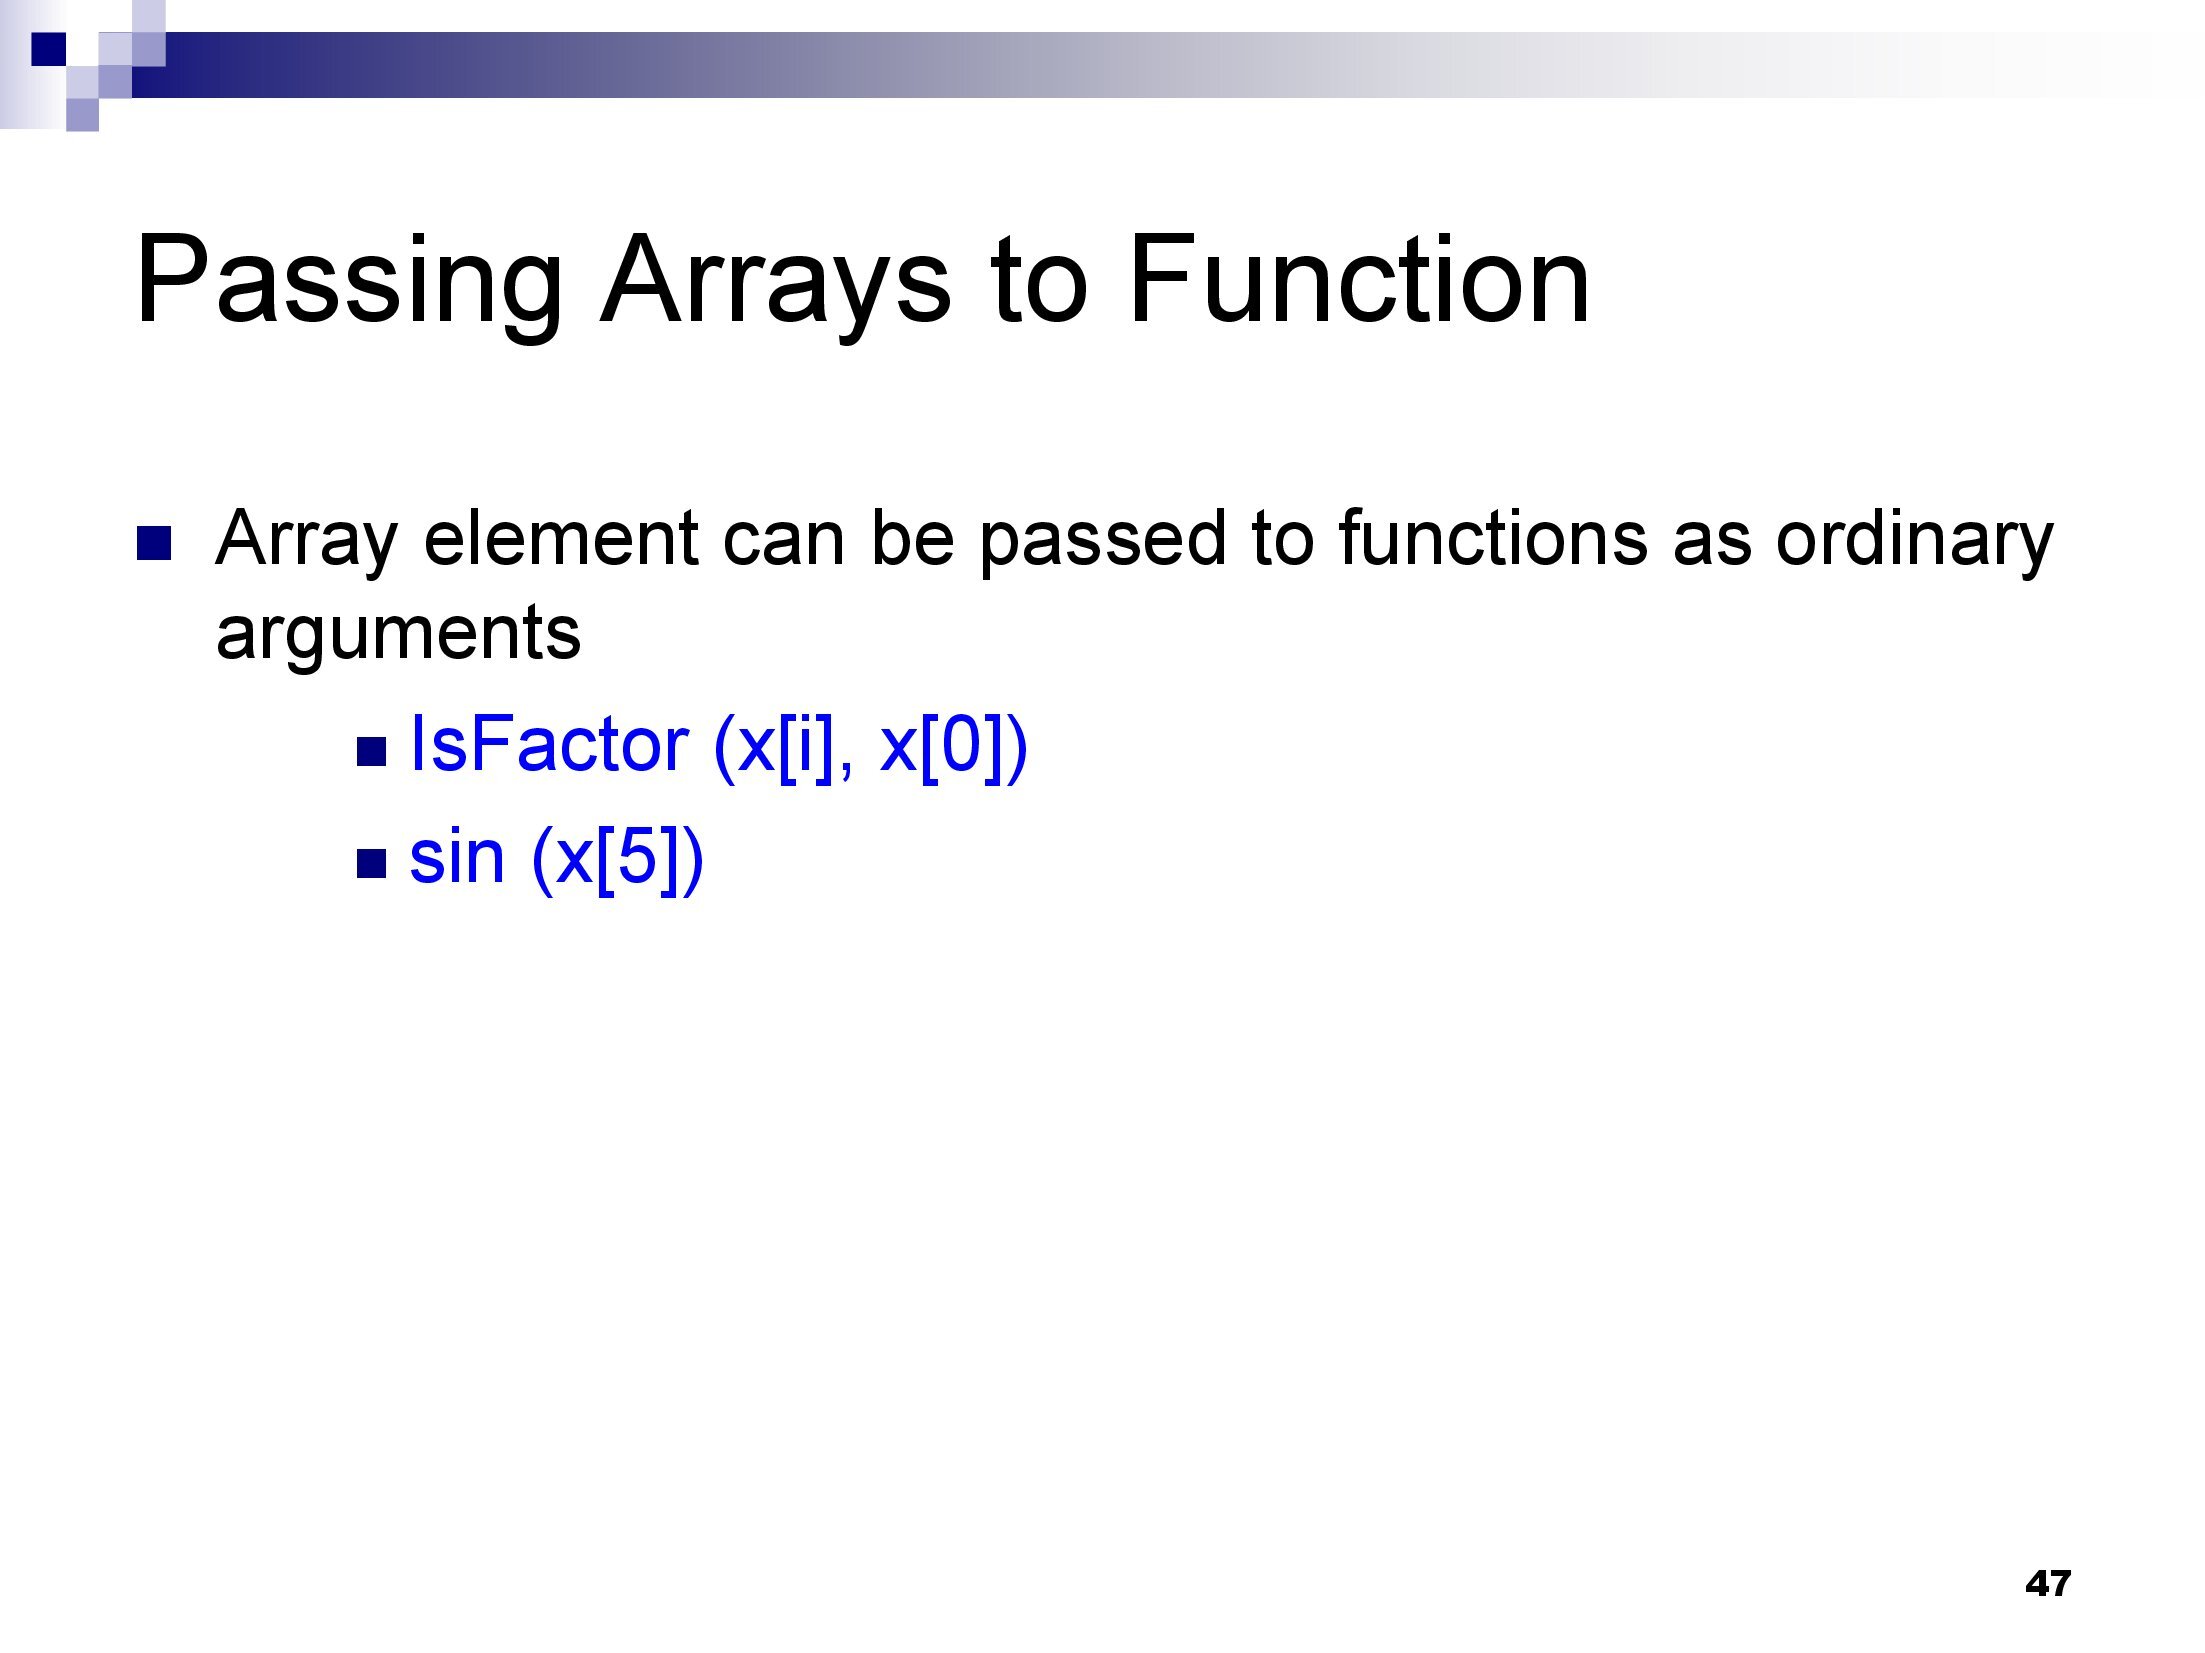 Passing Arrays to Function
Array element can be passed to functions as ordinary
arguments
IsFactor (x[i], x[0])
sin (x[5])
47